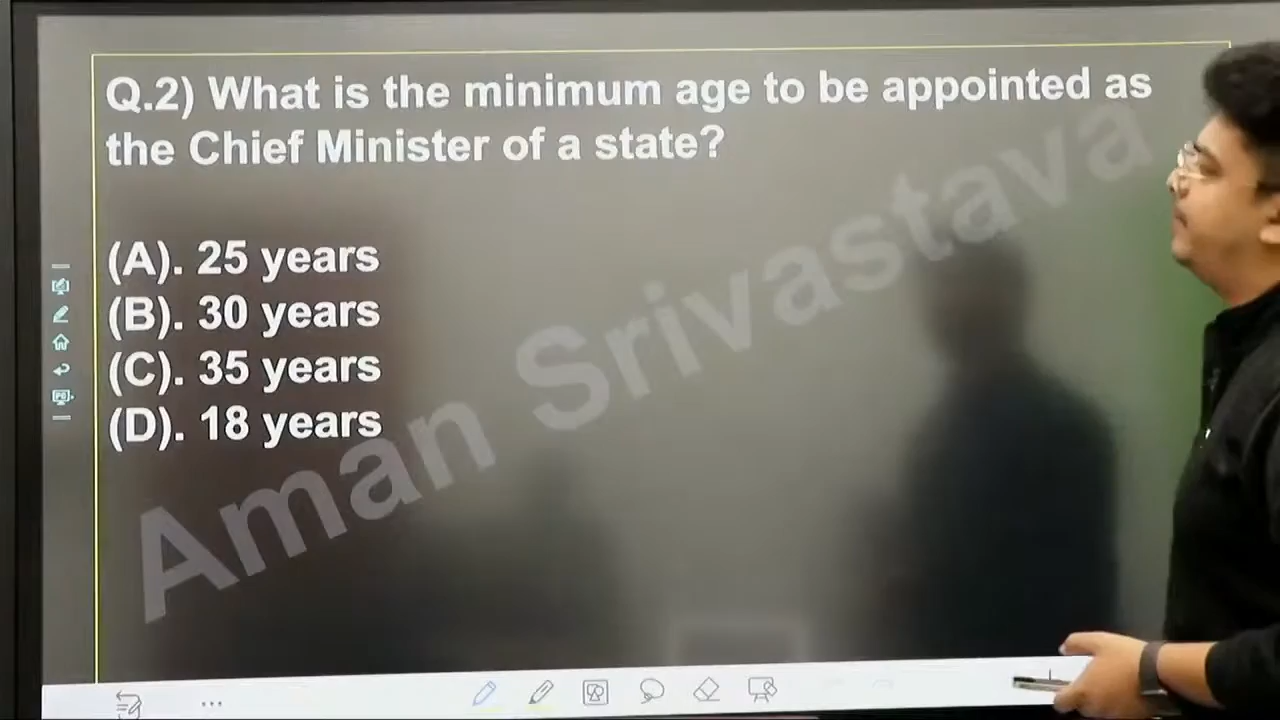 Q.2) What is the minimum age to be appointed as
the Chief Minister of a state?
(A). 25 years
(B). 30 years
(C). 35 years
(D). 18 years
Aman Srivastava